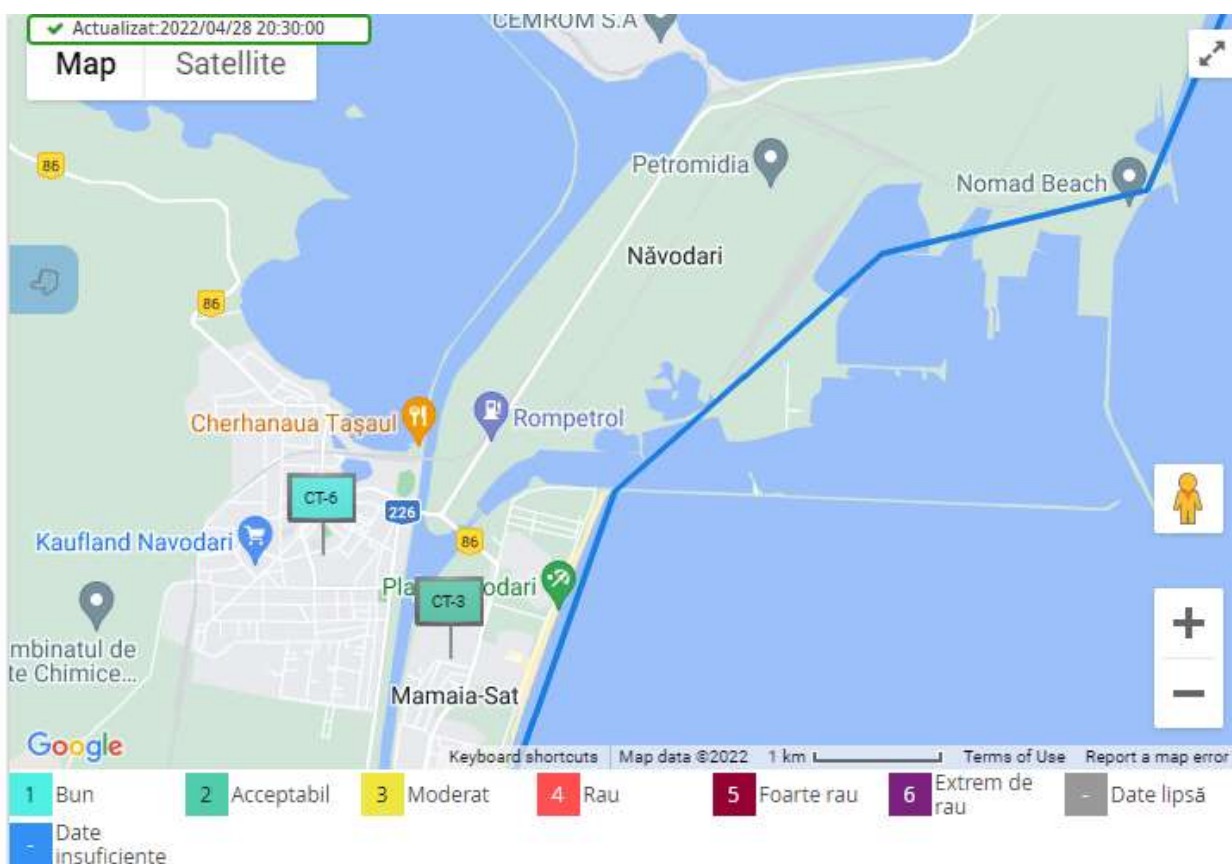 CEMROM S.A
Actualizat:2022/04/28 20:30:00
Map
Satellite
86
Petromidia
Nomad Beach
Năvodari
86
Cherhanaua Tașaul
Rompetrol
CT-6
226
Kaufland Navodari
86
Pla
odari
CT-3
mbinatul de
te Chimice...
Mamaia-Sat
Google
Keyboard shortcuts
Map data ©2022
1 km
Terms of Use
Report a map error
1 Bun
2 Acceptabil
3 Moderat
4 Rau
5 Foarte rau
6 Extrem de
rau
- Date lipsă
- Date
insuficiente